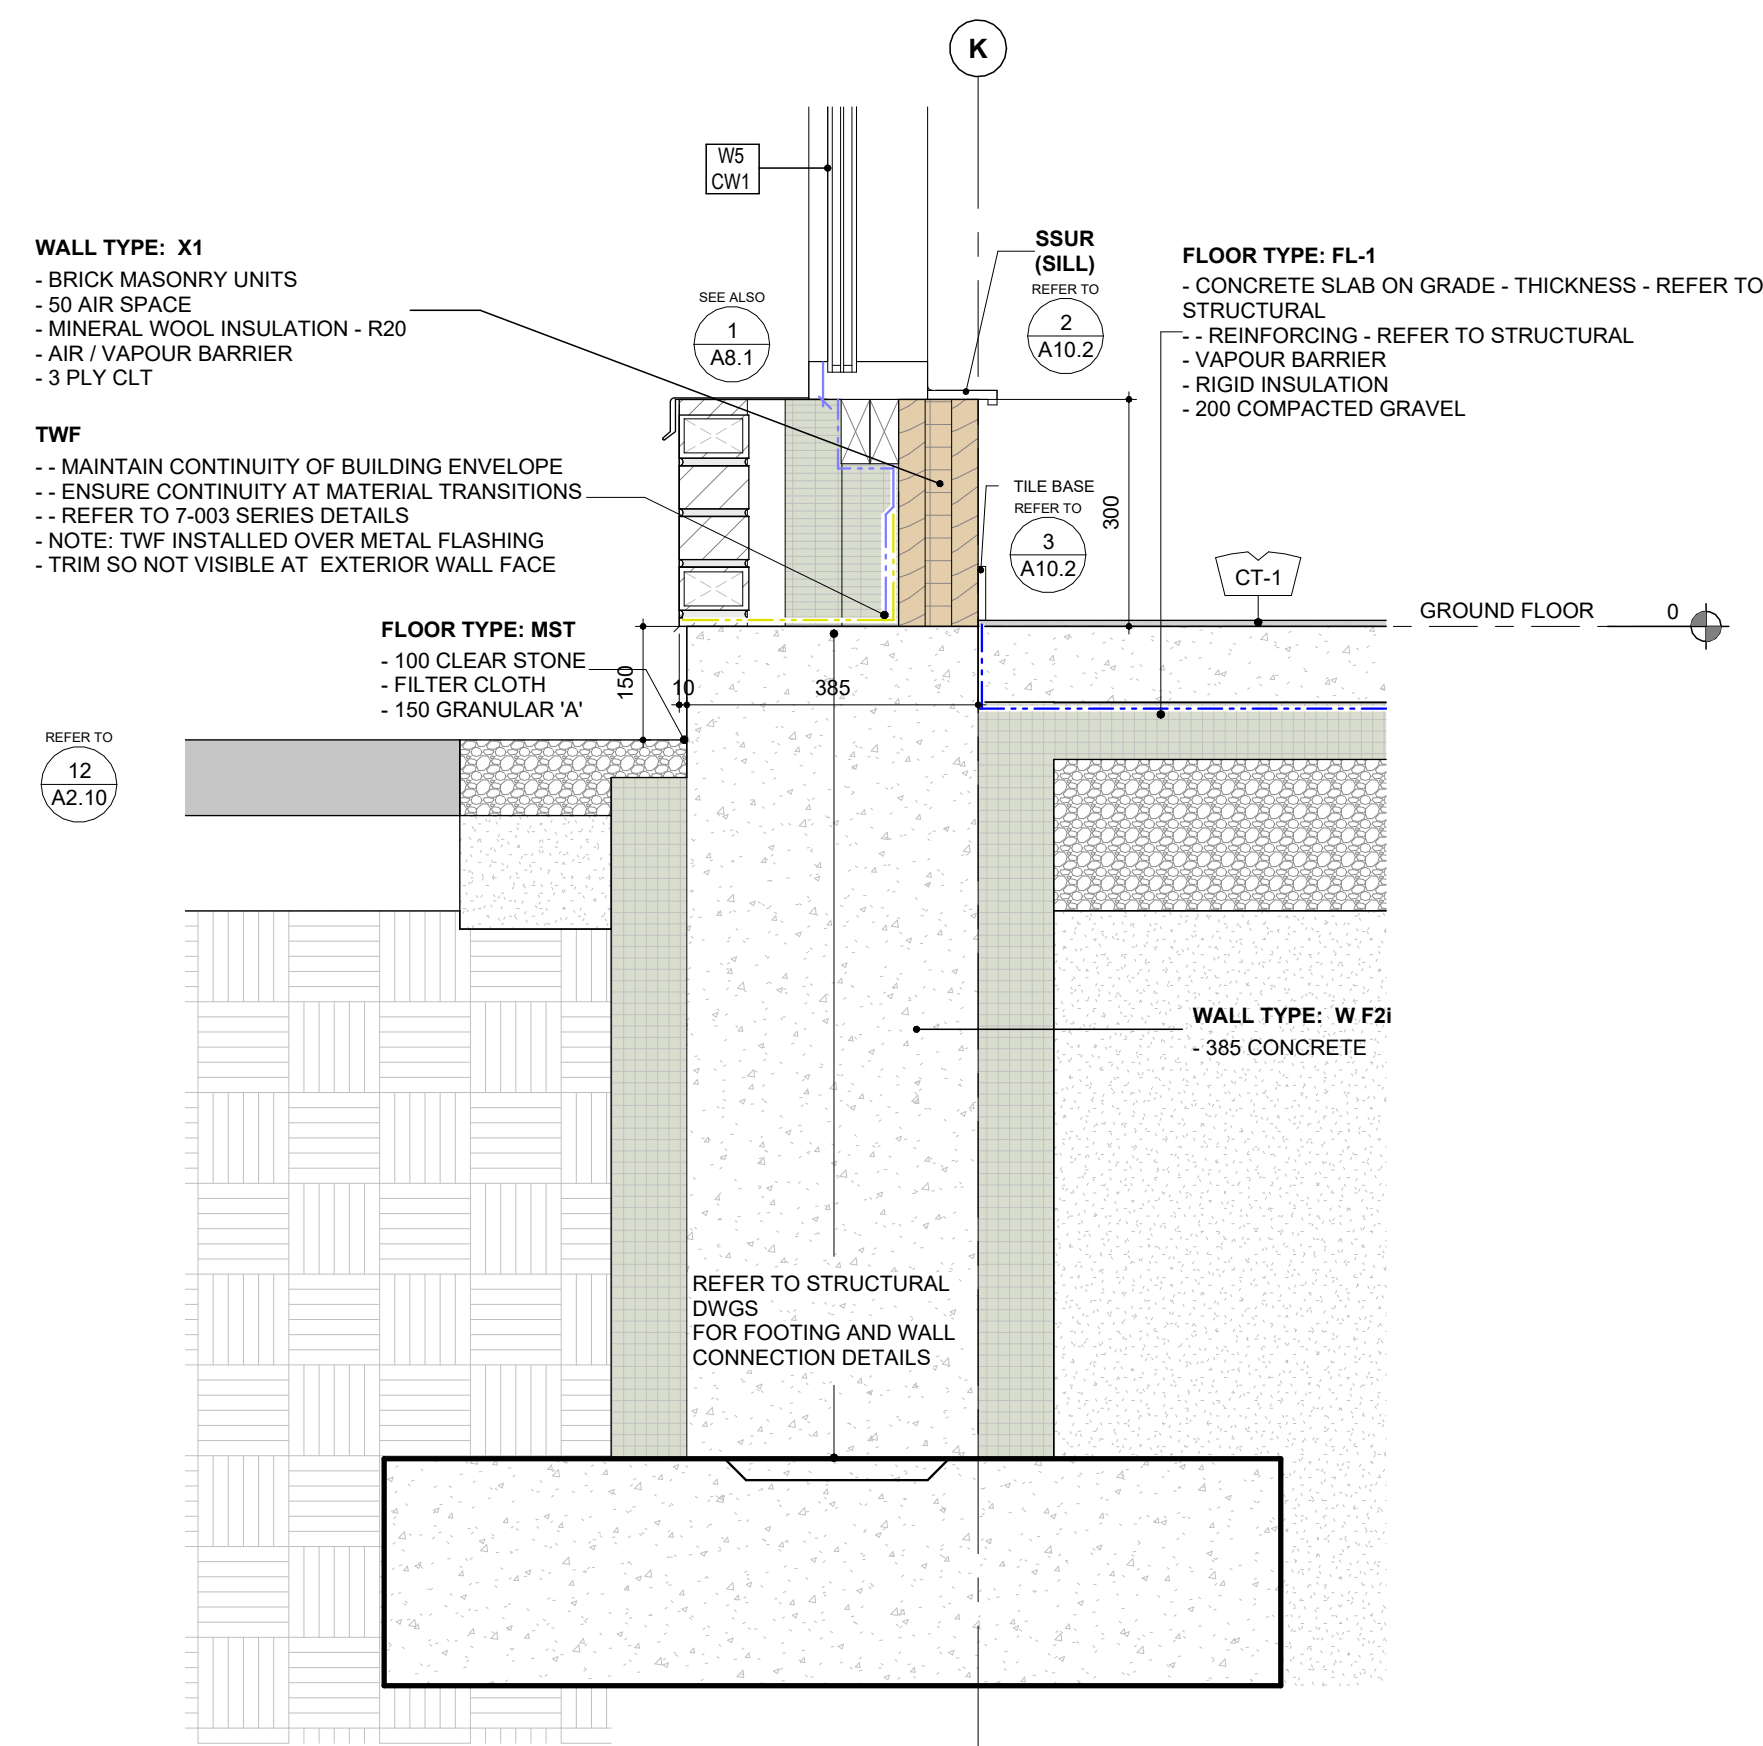 K
W5
CW1
WALL TYPE:  X1
- BRICK MASONRY UNITS
- 50 AIR SPACE
- MINERAL WOOL INSULATION - R20
- AIR / VAPOUR BARRIER
- 3 PLY CLT
SEE ALSO
1
A8.1
SSUR
(SILL)
REFER TO
2
A10.2
FLOOR TYPE: FL-1
- CONCRETE SLAB ON GRADE - THICKNESS - REFER TO
STRUCTURAL
- - REINFORCING - REFER TO STRUCTURAL
- VAPOUR BARRIER
- RIGID INSULATION
- 200 COMPACTED GRAVEL
TWF
- - MAINTAIN CONTINUITY OF BUILDING ENVELOPE
- - ENSURE CONTINUITY AT MATERIAL TRANSITIONS
- - REFER TO 7-003 SERIES DETAILS
- NOTE: TWF INSTALLED OVER METAL FLASHING
- TRIM SO NOT VISIBLE AT  EXTERIOR WALL FACE
TILE BASE
REFER TO
3
A10.2
300
CT-1
GROUND FLOOR
0
FLOOR TYPE: MST
- 100 CLEAR STONE
- FILTER CLOTH
- 150 GRANULAR 'A'
150
10
385
REFER TO
12
A2.10
WALL TYPE:  W F2i
- 385 CONCRETE
REFER TO STRUCTURAL
DWGS
FOR FOOTING AND WALL
CONNECTION DETAILS